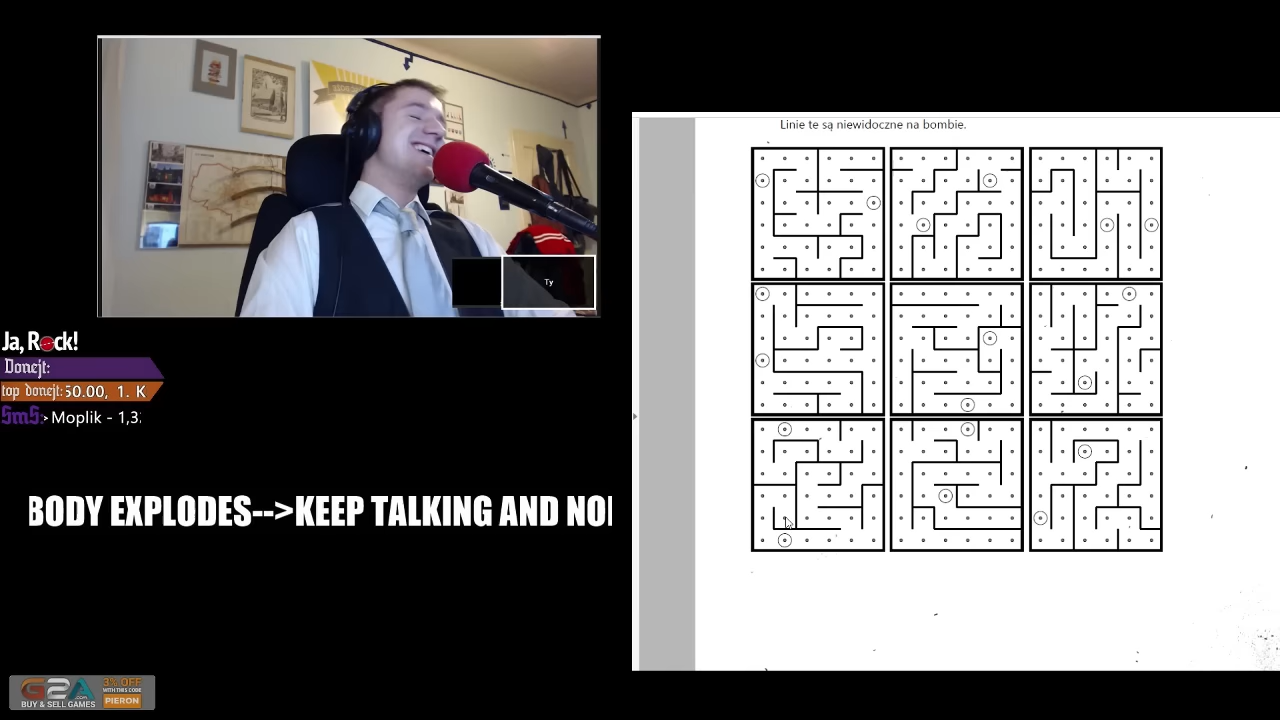 Linie te są niewidoczne na bombie.
Ty
Ja, Rock!
Donejt:
top donejt: 50.00, 1. K
SmS:> Moplik - 1,3
BODY EXPLODES-->KEEP TALKING AND NO
G2A.com
BUY & SELL GAMES
3% OFF
WITH THIS CODE
PIERON